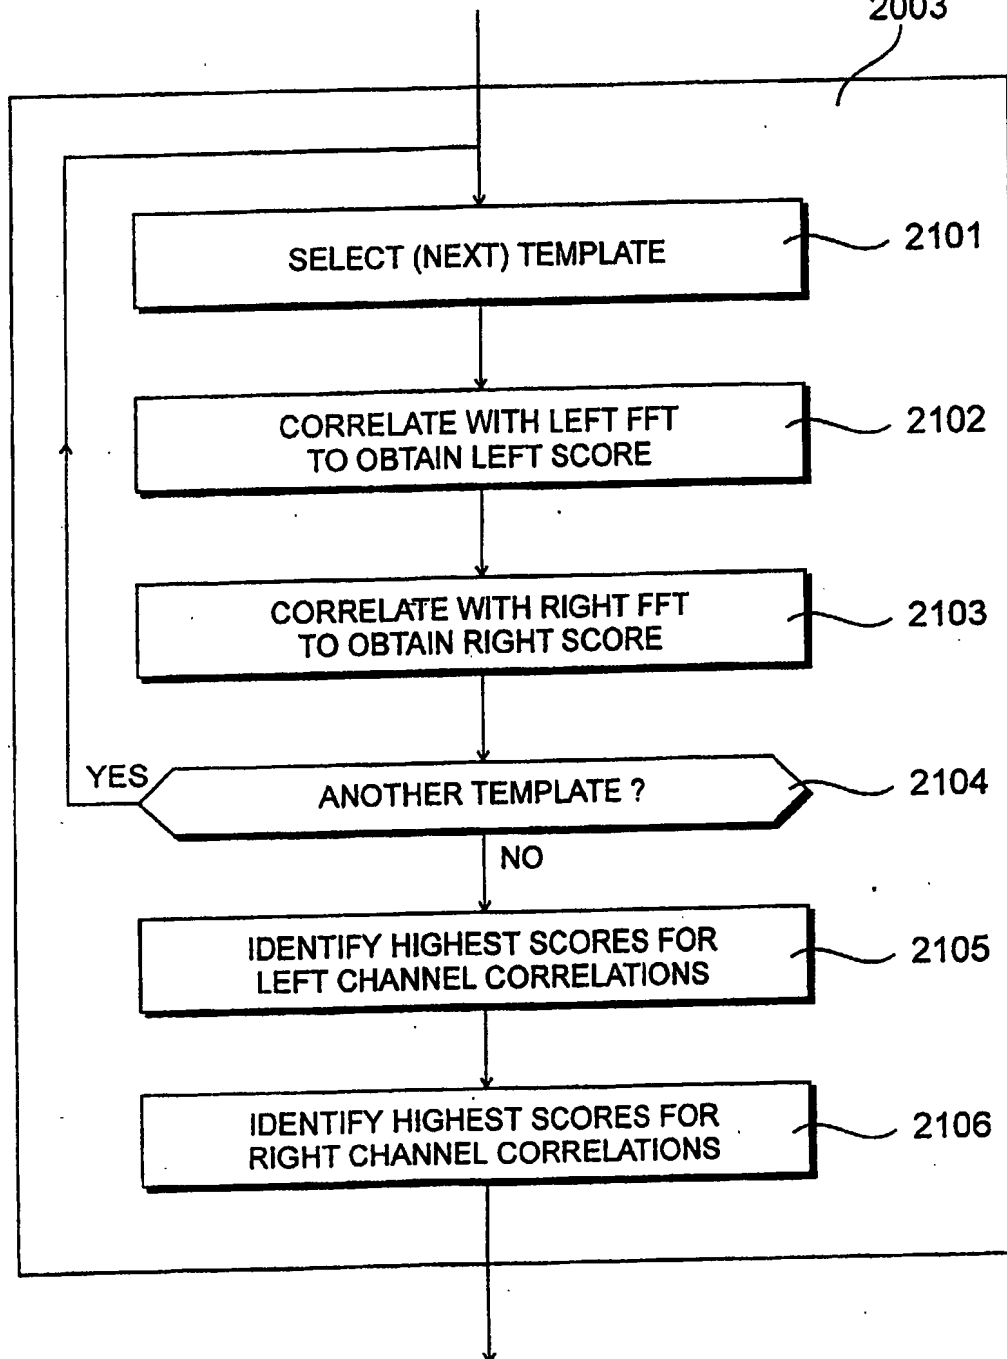 2003
SELECT (NEXT) TEMPLATE
2101
CORRELATE WITH LEFT FFT
TO OBTAIN LEFT SCORE
2102
CORRELATE WITH RIGHT FFT
TO OBTAIN RIGHT SCORE
2103
YES
ANOTHER TEMPLATE ?
2104
NO
IDENTIFY HIGHEST SCORES FOR
LEFT CHANNEL CORRELATIONS
2105
IDENTIFY HIGHEST SCORES FOR
RIGHT CHANNEL CORRELATIONS
2106